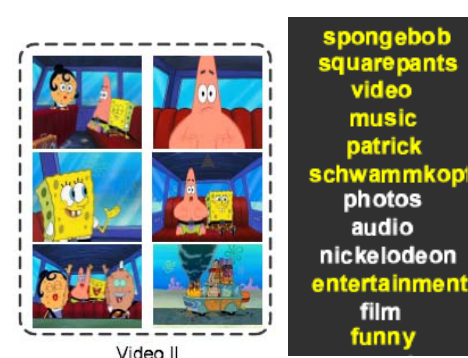 spongebob
squarepants
video
music
patrick
schwammkopf
photos
audio
nickelodeon
entertainment
film
funny
Video II